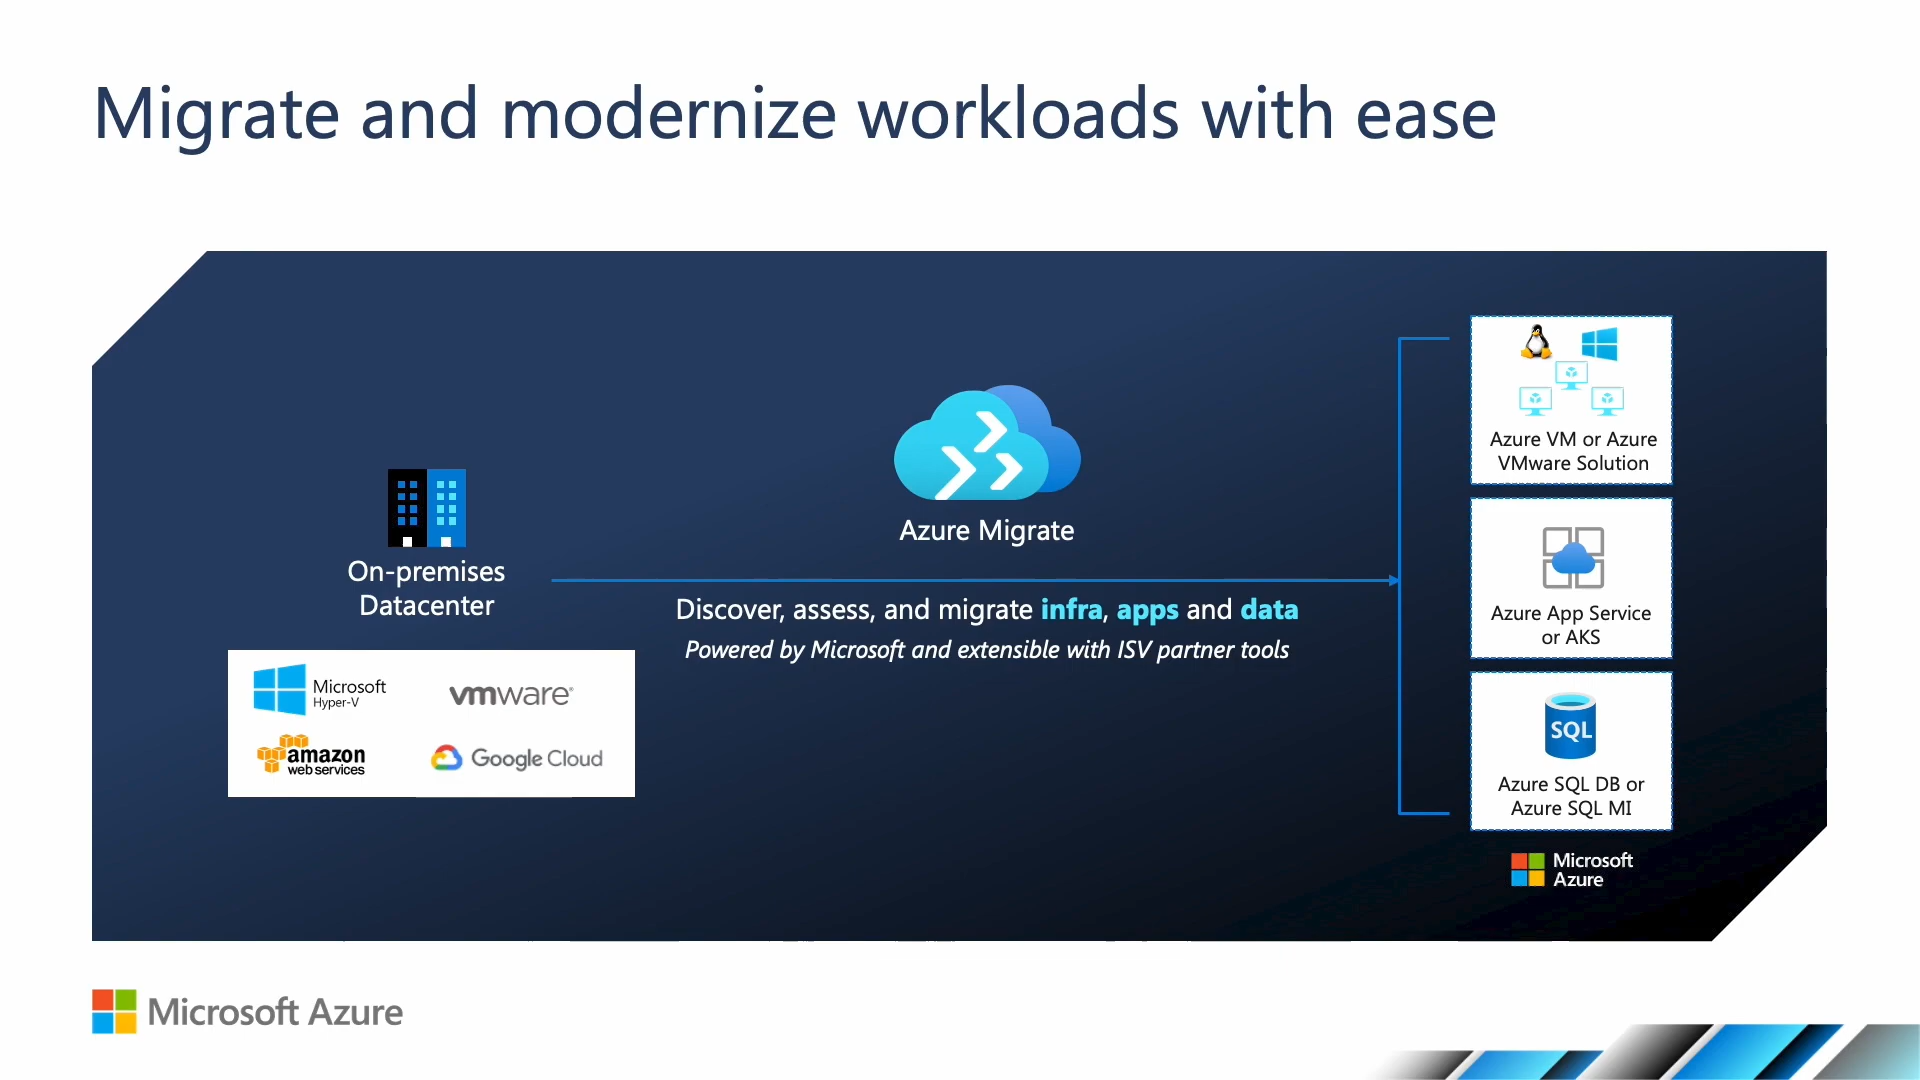 Migrate and modernize workloads with ease
On-premises
Datacenter
Microsoft
Hyper-V
vmware®
amazon
web services
Google Cloud
Azure Migrate
Discover, assess, and migrate infra, apps and data
Powered by Microsoft and extensible with ISV partner tools
Azure VM or Azure
VMware Solution
Azure App Service
or AKS
SQL
Azure SQL DB or
Azure SQL MI
Microsoft
Azure
Microsoft Azure